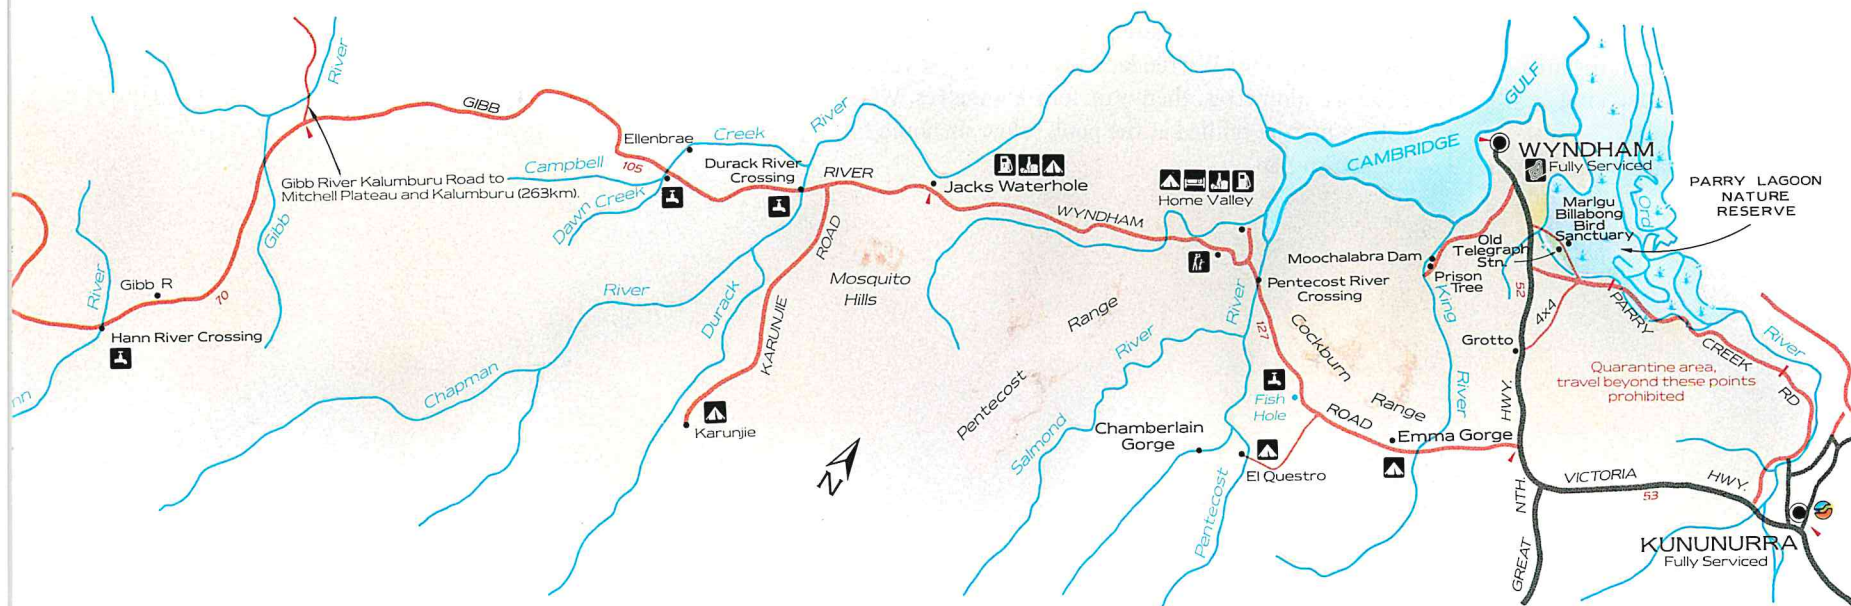 River
GIBB
River
GULF
CAMBRIDGE
WYNDHAM
Fully Serviced
Ellenbrae
Creek
Campbell
105
Durack River
Crossing
RIVER
Jacks Waterhole
Home Valley
PARRY LAGOON
NATURE
RESERVE
Marlgu
Billabong
Bird
Sanctuary
Ord
Gibb River Kalumburu Road to
Mitchell Plateau and Kalumburu (263km).
Dawn Creek
WYNDHAM
Old
Telegraph
Stn.
Gibb
River
ROAD
Mosquito
Hills
Moochalabra Dam
Prison
Tree
Gibb R
70
River
Durack
Pentecost River
Crossing
King
52
4x4
PARRY
Range
River
127
Hann River Crossing
KARUNJIE
River
Cockburn
Grotto
CREEK
River
Quarantine area,
travel beyond these points
prohibited
RD
nn
Chapman
Pentecost
Fish
Hole
Range
River
HWY.
Karunjie
Salmond
Chamberlain
Gorge
ROAD
Emma Gorge
N
Pentecost
El Questro
NTH.
VICTORIA
53
HWY.
GREAT
KUNUNURRA
Fully Serviced